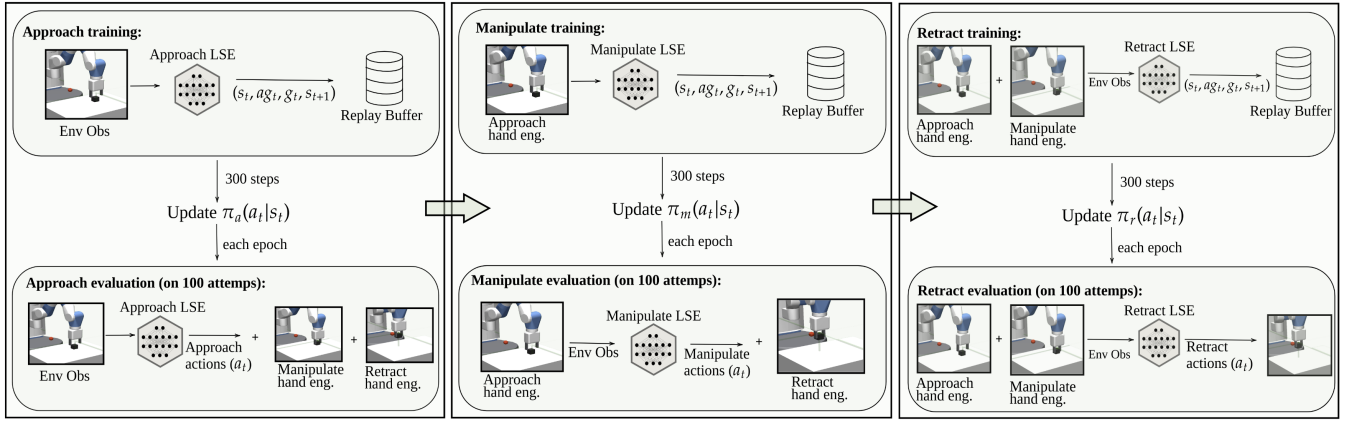 Approach training:
Approach LSE
(s_t, ag_t, g_t, s_{t+1})
Env Obs
Replay Buffer
300 steps
Update π_a(a_t|s_t)
each epoch
Approach evaluation (on 100 attemps):
Approach LSE
Approach
actions (a_t)
+
+
Env Obs
Manipulate
hand eng.
Retract
hand eng.
Manipulate training:
Manipulate LSE
(s_t, ag_t, g_t, s_{t+1})
Approach
hand eng.
Replay Buffer
300 steps
Update π_m(a_t|s_t)
each epoch
Manipulate evaluation (on 100 attemps):
Manipulate LSE
Env Obs
Manipulate
actions (a_t)
+
Approach
hand eng.
Retract
hand eng.
Retract training:
Retract LSE
+
Env Obs
(s_t, ag_t, g_t, s_{t+1})
Approach
hand eng.
Manipulate
hand eng.
Replay Buffer
300 steps
Update π_r(a_t|s_t)
each epoch
Retract evaluation (on 100 attemps):
Retract LSE
+
Env Obs
Retract
actions (a_t)
Approach
hand eng.
Manipulate
hand eng.